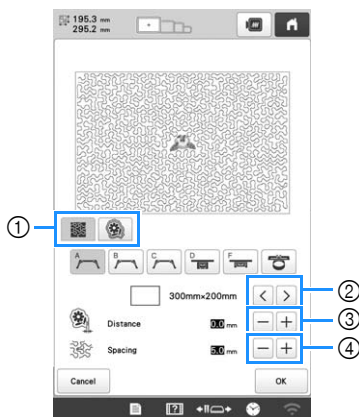 195.3 mm
295.2 mm
①
A B C D F
300mm×200mm
②
Distance 0.0 mm
③
Spacing 5.0 mm
④
Cancel OK